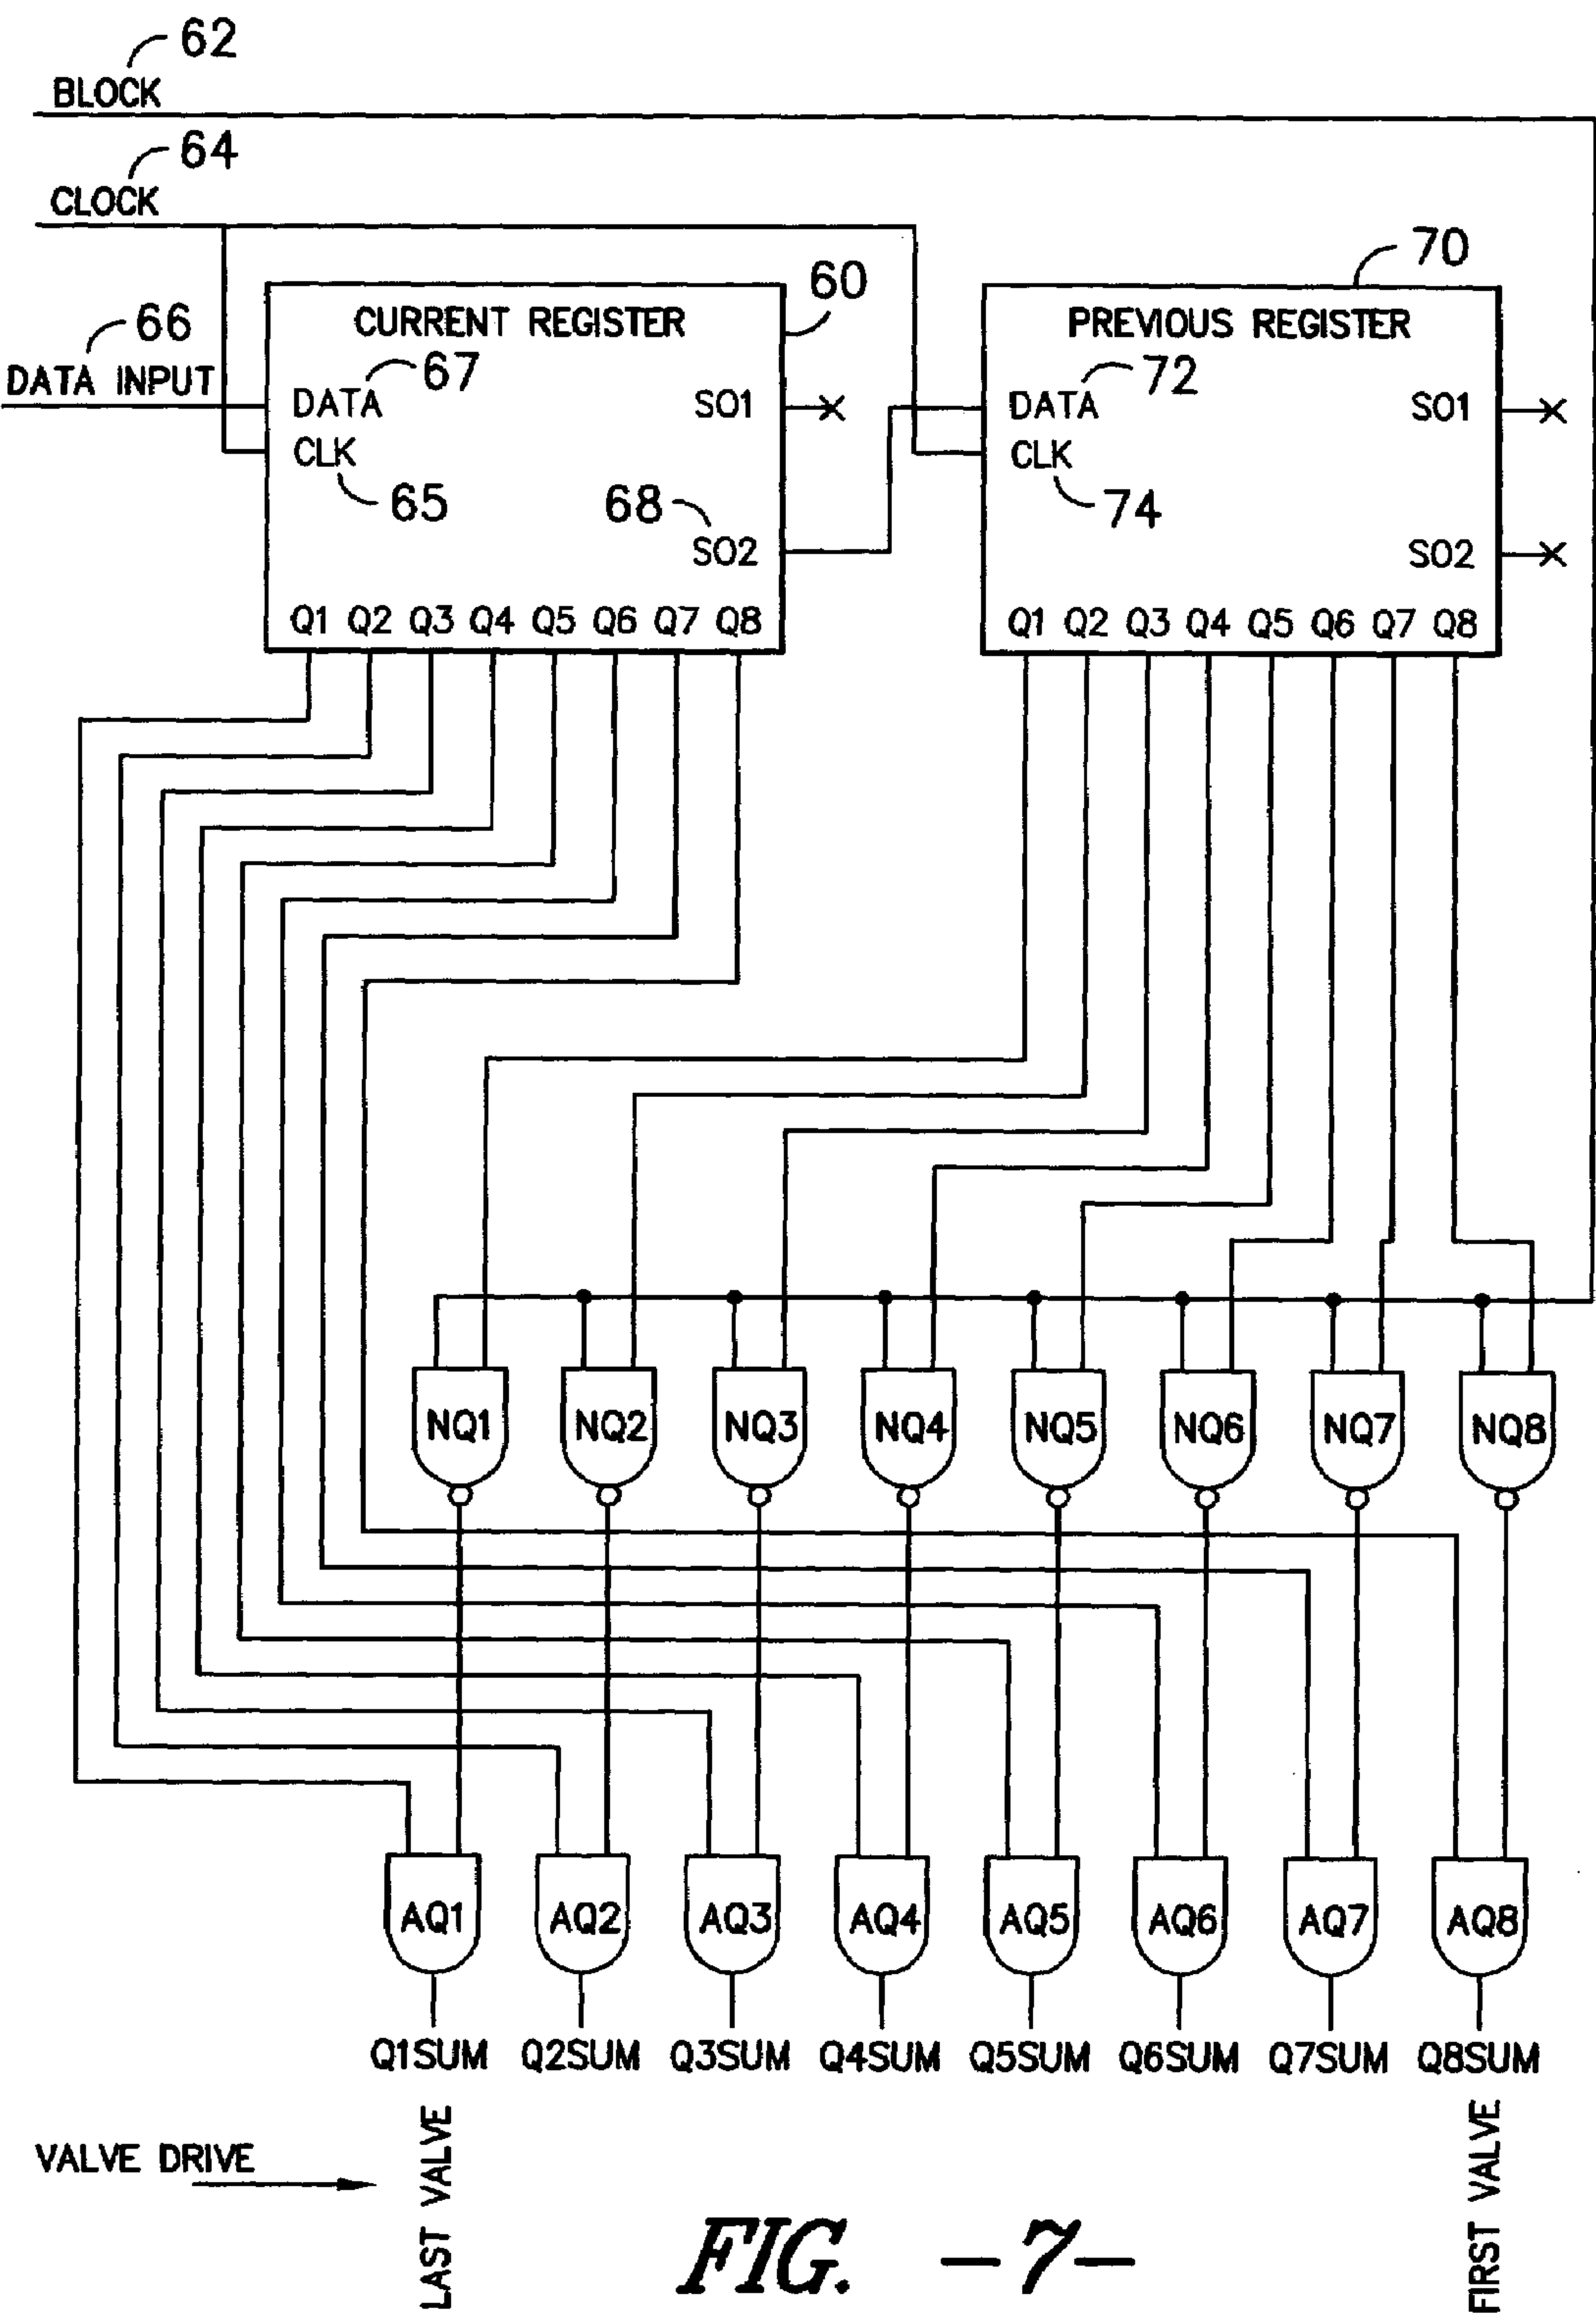 62
BLOCK
64
CLOCK
70
60
CURRENT REGISTER
PREVIOUS REGISTER
66
67
72
DATA INPUT
DATA
SO1
DATA
SO1
CLK
CLK
65
68
74
SO2
SO2
Q1 Q2 Q3 Q4 Q5 Q6 Q7 Q8
Q1 Q2 Q3 Q4 Q5 Q6 Q7 Q8
NQ1 NQ2 NQ3 NQ4 NQ5 NQ6 NQ7 NQ8
AQ1 AQ2 AQ3 AQ4 AQ5 AQ6 AQ7 AQ8
Q1SUM Q2SUM Q3SUM Q4SUM Q5SUM Q6SUM Q7SUM Q8SUM
VALVE DRIVE
LAST VALVE
FIRST VALVE
FIG. -7-